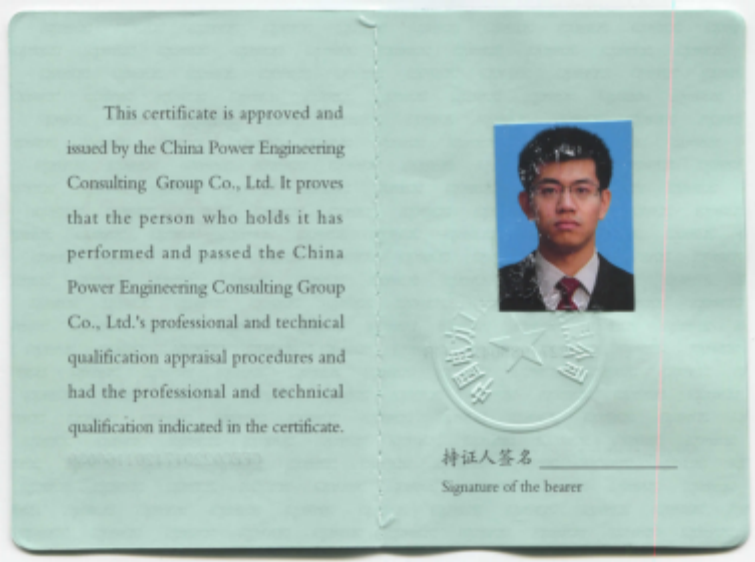 This certificate is approved and
issued by the China Power Engineering
Consulting Group Co., Ltd. It proves
that the person who holds it has
performed and passed the China
Power Engineering Consulting Group
Co., Ltd.'s professional and technical
qualification appraisal procedures and
had the professional and technical
qualification indicated in the certificate.
持证人签名
Signature of the bearer